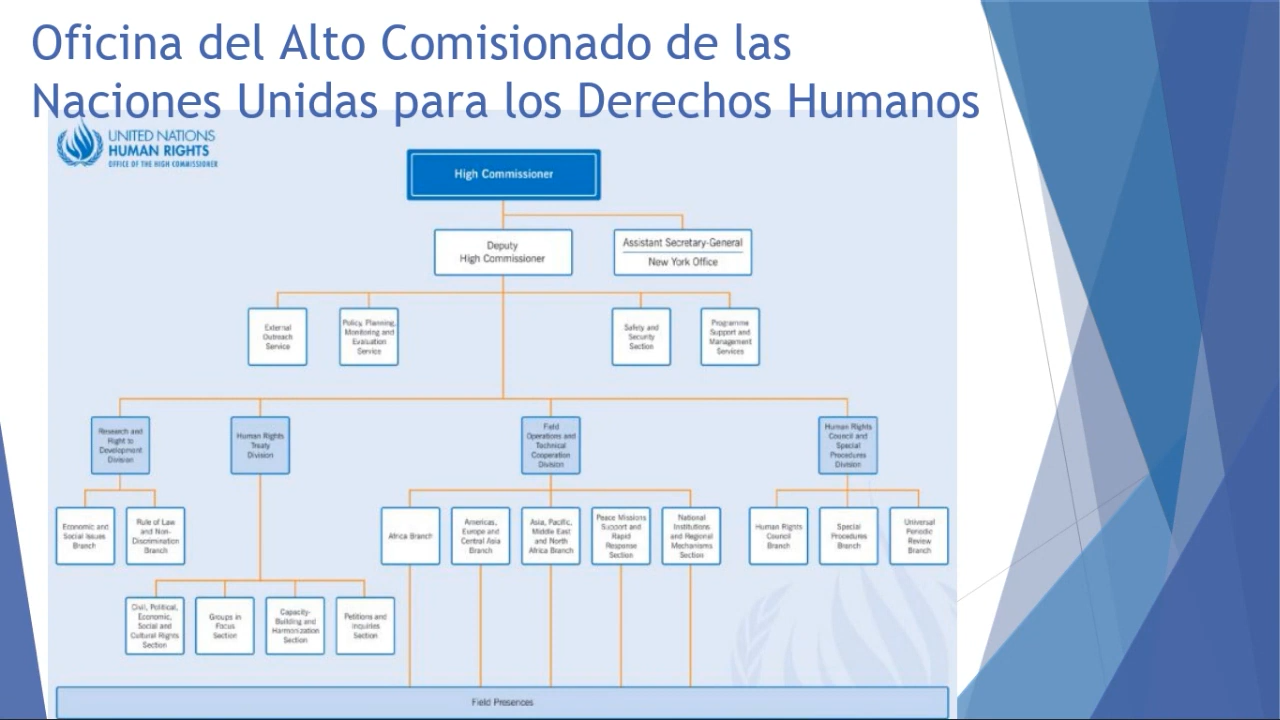 Oficina del Alto Comisionado de las
Naciones Unidas para los Derechos Humanos
UNITED NATIONS
HUMAN RIGHTS
OFFICE OF THE HIGH COMMISSIONER
High Commissioner
Deputy
High Commissioner
Assistant Secretary-General
New York Office
External
Outreach
Service
Policy, Planning,
Monitoring and
Evaluation
Service
Safety and
Security
Section
Programme
Support and
Management
Services
Research and
Right to
Development
Division
Human Rights
Treaty
Division
Field
Operations and
Technical
Cooperation
Division
Human Rights
Council and
Special
Procedures
Division
Economic and
Social Issues
Branch
Rule of Law
and Non-
Discrimination
Branch
Africa Branch
Americas,
Europe and
Central Asia
Branch
Asia, Pacific,
Middle East
and North
Africa Branch
Peace Missions
Support and
Rapid
Response
Section
National
Institutions
and Regional
Mechanisms
Section
Human Rights
Council
Branch
Special
Procedures
Branch
Universal
Periodic
Review
Branch
Civil, Political,
Economic,
Social and
Cultural Rights
Section
Groups in
Focus
Section
Capacity-
Building and
Harmonization
Section
Petitions and
Inquiries
Section
Field Presences